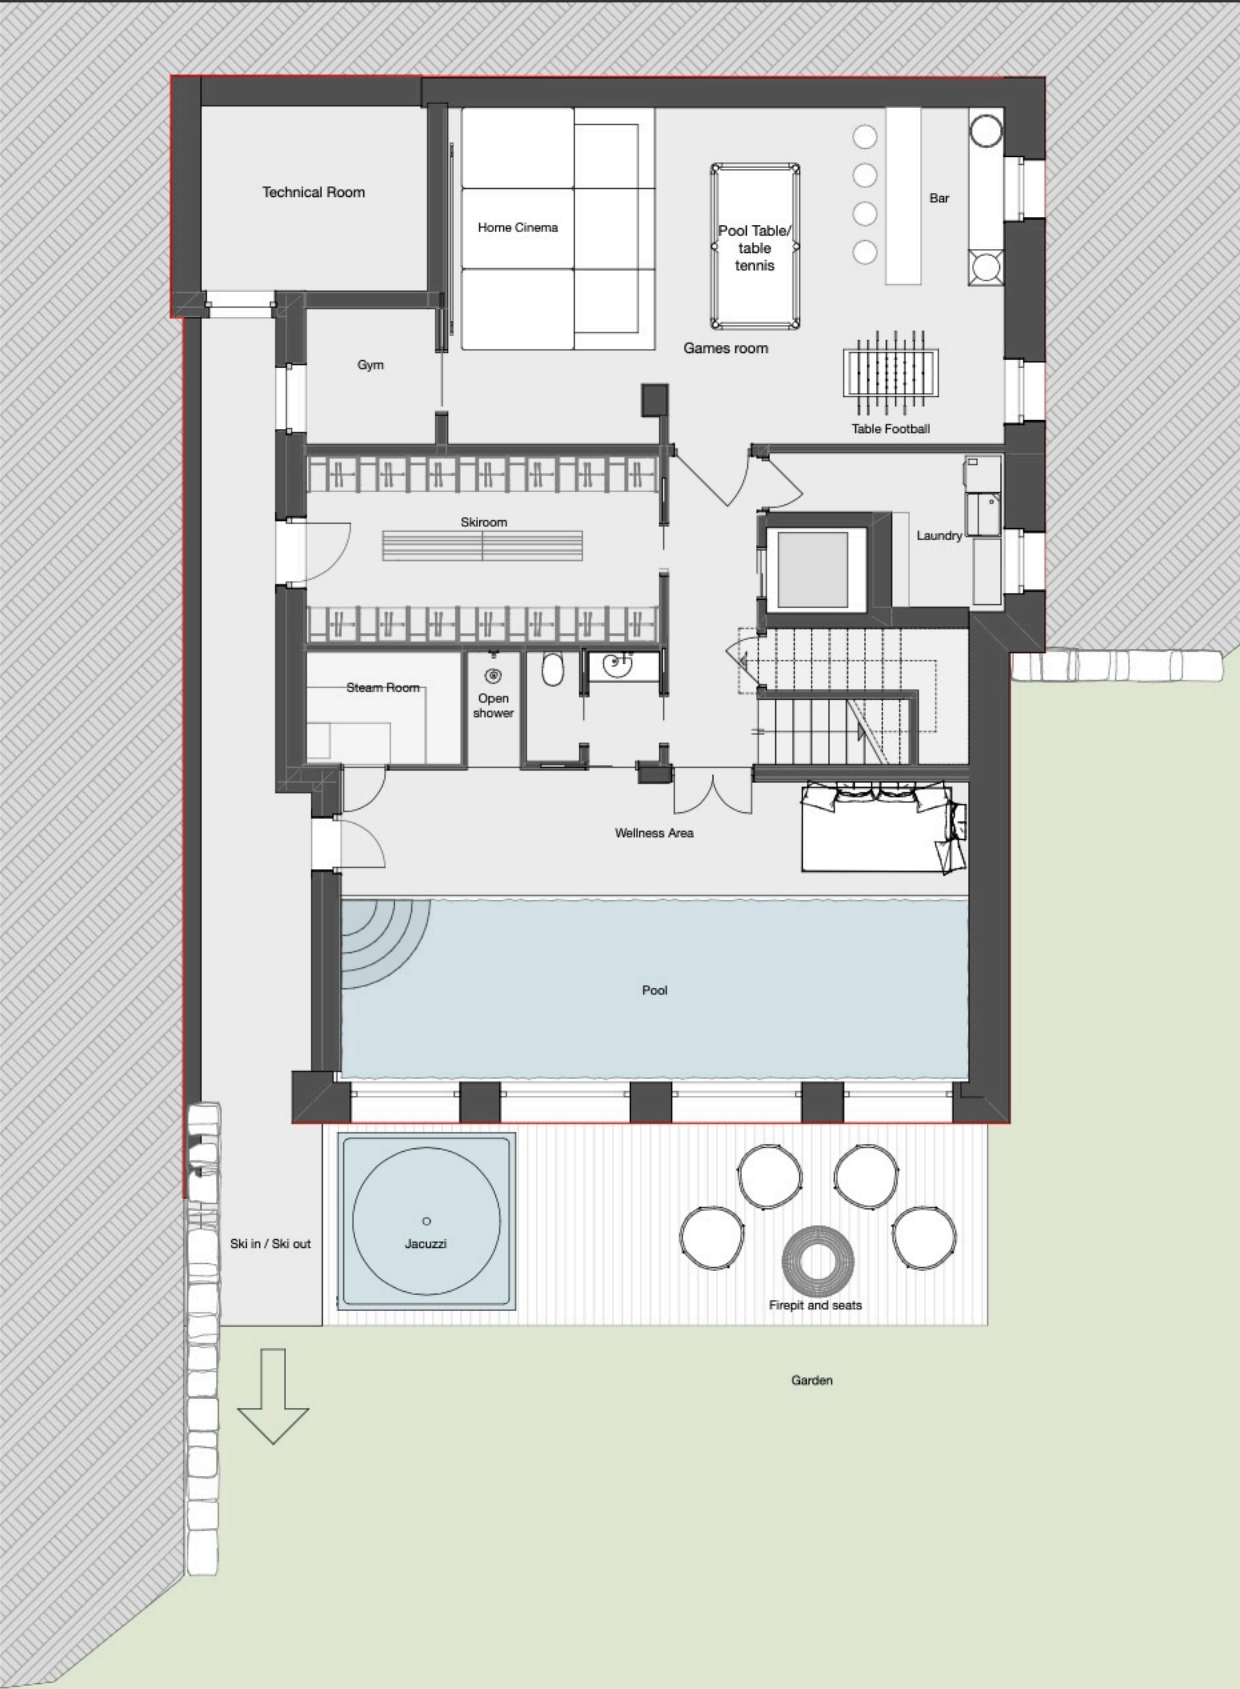 Technical Room
Home Cinema
Pool Table/
table
tennis
Bar
Games room
Gym
Table Football
Skiroom
Laundry
Steam Room
Open
shower
Wellness Area
Pool
Ski in / Ski out
Jacuzzi
Firepit and seats
Garden